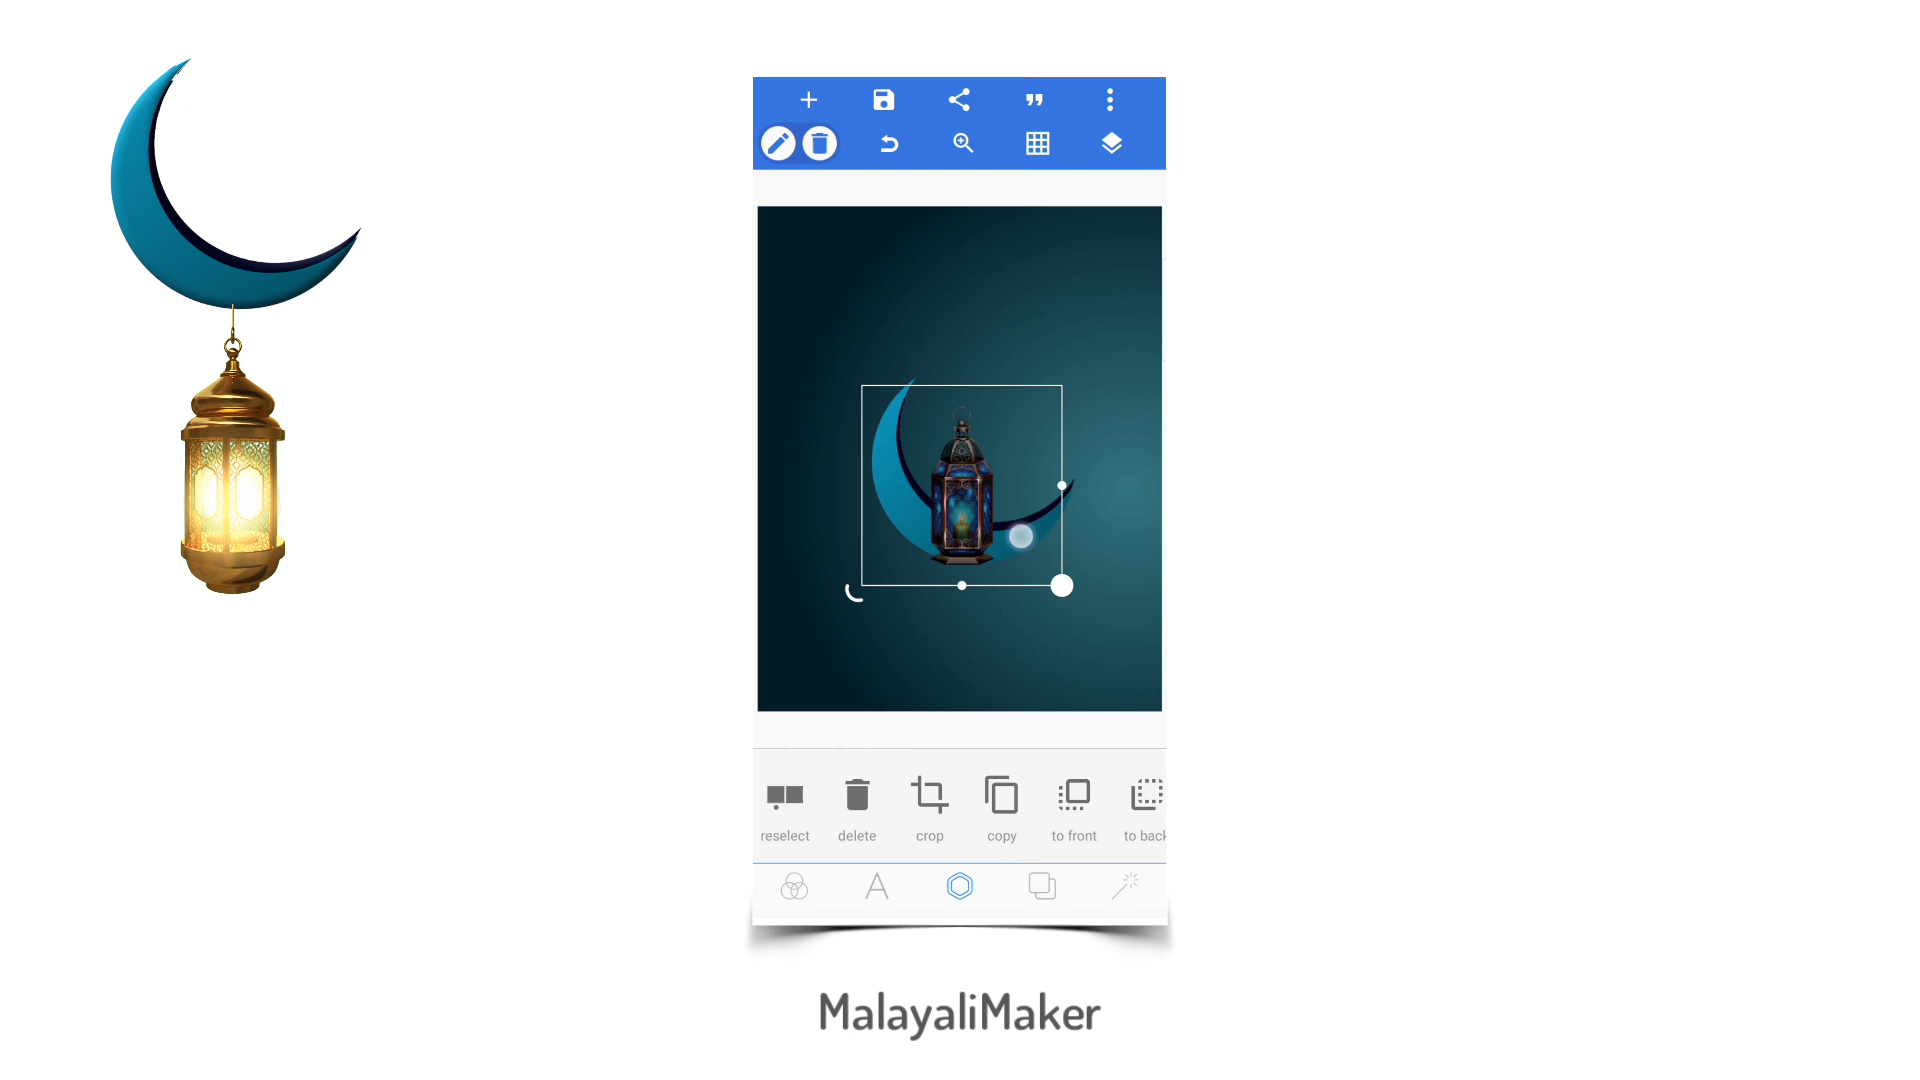 reselect delete crop copy to front to back
MalayaliMaker